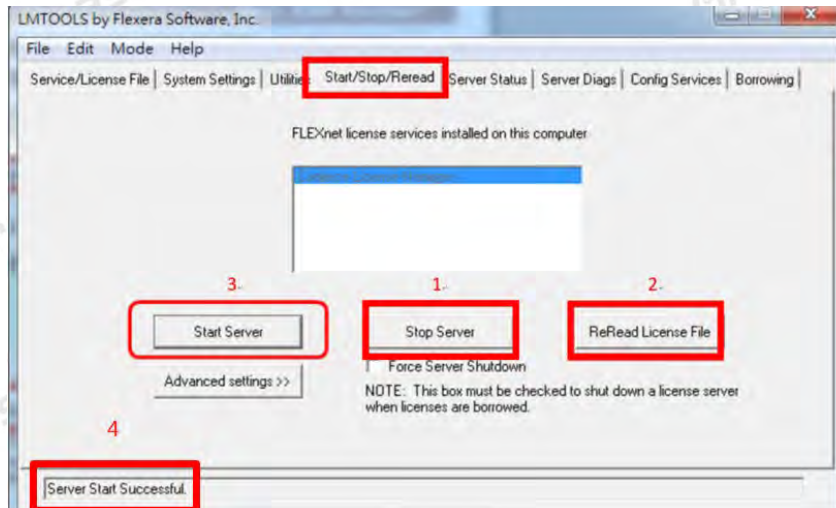 LMTOOLS by Flexera Software, Inc.
File Edit Mode Help
Service/License File System Settings Utilities Start/Stop/Reread Server Status Server Diags Config Services Borrowing
FLEXnet license services installed on this computer
3. 1. 2.
Start Server Stop Server ReRead License File
Force Server Shutdown
Advanced settings >> NOTE: This box must be checked to shut down a license server
when licenses are borrowed.
4
Server Start Successful.